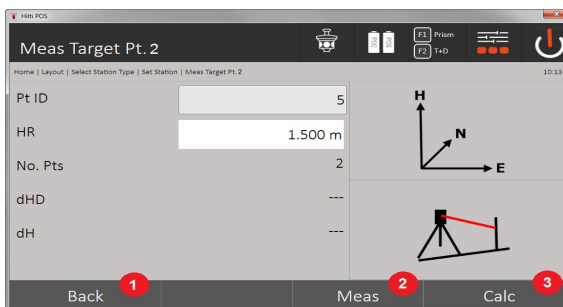 Hilti POS
Meas Target Pt. 2
POC
POS
F1 Prism
F2 T+D
Home | Layout | Select Station Type | Set Station | Meas Target Pt.2
10:13
Pt ID
5
HR
1.500 m
No. Pts
2
dHD
---
dH
---
H
N
E
Back
1
Meas
2
Calc
3